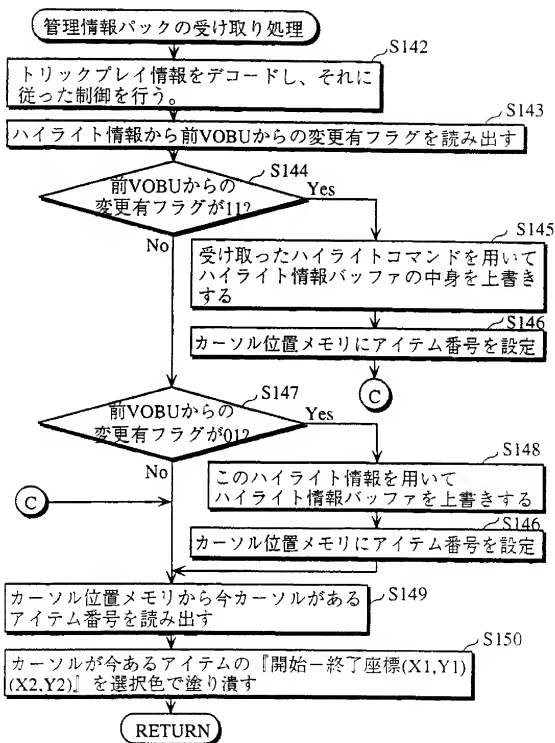 管理情報パックの受け取り処理
S142
トリックプレイ情報をデコードし、それに
従った制御を行う。
S143
ハイライト情報から前VOBUからの変更有フラグを読み出す
S144
前VOBUからの
変更有フラグが11?
Yes
No
S145
受け取ったハイライトコマンドを用いて
ハイライト情報バッファの中身を上書き
する
S146
カーソル位置メモリにアイテム番号を設定
C
S147
前VOBUからの
変更有フラグが01?
Yes
No
S148
このハイライト情報を用いて
ハイライト情報バッファを上書きする
C
S146
カーソル位置メモリにアイテム番号を設定
S149
カーソル位置メモリから今カーソルがある
アイテム番号を読み出す
S150
カーソルが今あるアイテムの『開始－終了座標(X1,Y1)
(X2,Y2)』を選択色で塗り潰す
RETURN